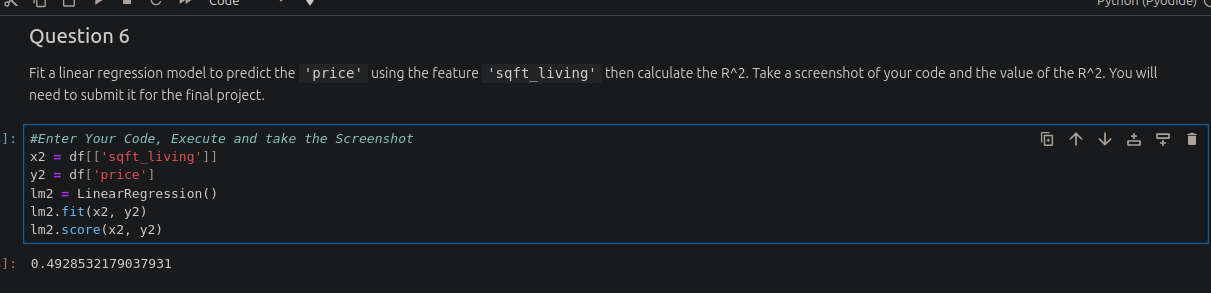 Code
Python (Pyodide)
Question 6
Fit a linear regression model to predict the 'price' using the feature 'sqft_living' then calculate the R^2. Take a screenshot of your code and the value of the R^2. You will
need to submit it for the final project.
]: #Enter Your Code, Execute and take the Screenshot
x2 = df[['sqft_living']]
y2 = df['price']
lm2 = LinearRegression()
lm2.fit(x2, y2)
lm2.score(x2, y2)
]: 0.4928532179037931